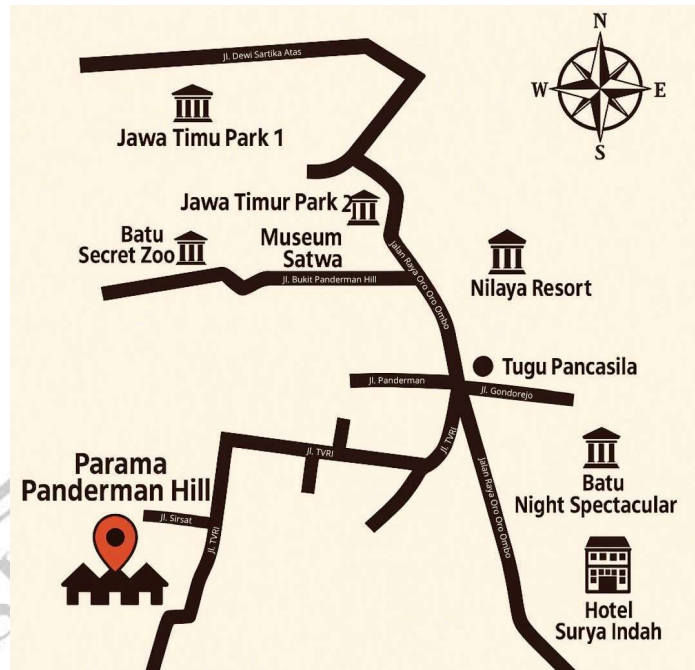 N
Jl. Dewi Sartika Atas
W
E
S
Jawa Timu Park 1
Jawa Timur Park 2
Batu
Secret Zoo
Museum
Satwa
Jalan Raya Oro Oro Ombo
Nilaya Resort
Jl. Bukit Panderman Hill
Tugu Pancasila
Jl. Panderman
Jl. Gondorejo
Jl. TVRI
Jl. TVRI
Parama
Panderman Hill
Jl. Sirsat
Jl. TVRI
Jalan Raya Oro Oro Ombo
Batu
Night Spectacular
Hotel
Surya Indah